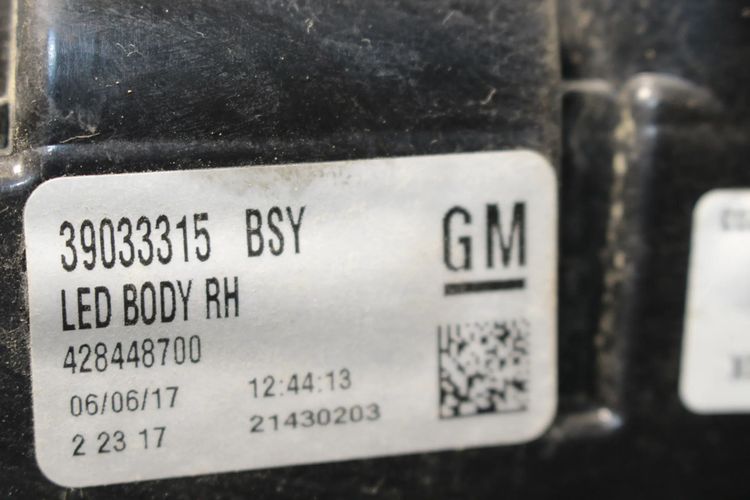 39033315 BSY
GM
LED BODY RH
428448700
06/06/17 12:44:13
2 23 17 21430203